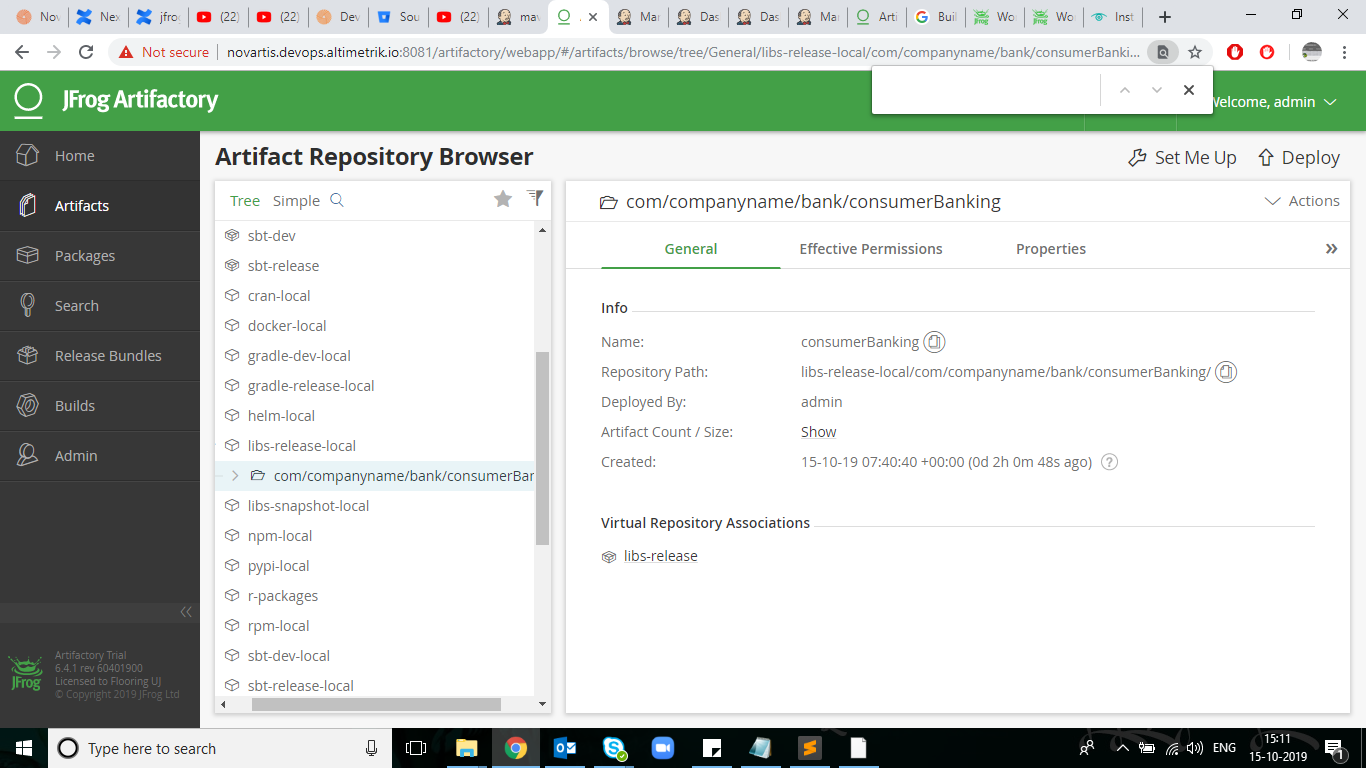 Nov
Nex
jfrog
(22)
(22)
Dev
Sou
(22)
mav
A
Mar
Das
Das
Mar
Arti
Buil
Wo
Wo
Inst
Not secure
novartis.devops.altimetrik.io:8081/artifactory/webapp/#/artifacts/browse/tree/General/libs-release-local/com/companyname/bank/consumerBanki...
JFrog Artifactory
Welcome, admin
Home
Artifacts
Packages
Search
Release Bundles
Builds
Admin
Artifactory Trial
6.4.1 rev 60401900
Licensed to Flooring UJ
© Copyright 2019 JFrog Ltd
JFrog
Artifact Repository Browser
Set Me Up
Deploy
Tree Simple
sbt-dev
sbt-release
cran-local
docker-local
gradle-dev-local
gradle-release-local
helm-local
libs-release-local
com/companyname/bank/consumerBan
libs-snapshot-local
npm-local
pypi-local
r-packages
rpm-local
sbt-dev-local
sbt-release-local
com/companyname/bank/consumerBanking
Actions
General Effective Permissions Properties
Info
Name: consumerBanking
Repository Path: libs-release-local/com/companyname/bank/consumerBanking/
Deployed By: admin
Artifact Count / Size: Show
Created: 15-10-19 07:40:40 +00:00 (0d 2h 0m 48s ago)
Virtual Repository Associations
libs-release
Type here to search
ENG
15:11
15-10-2019
1